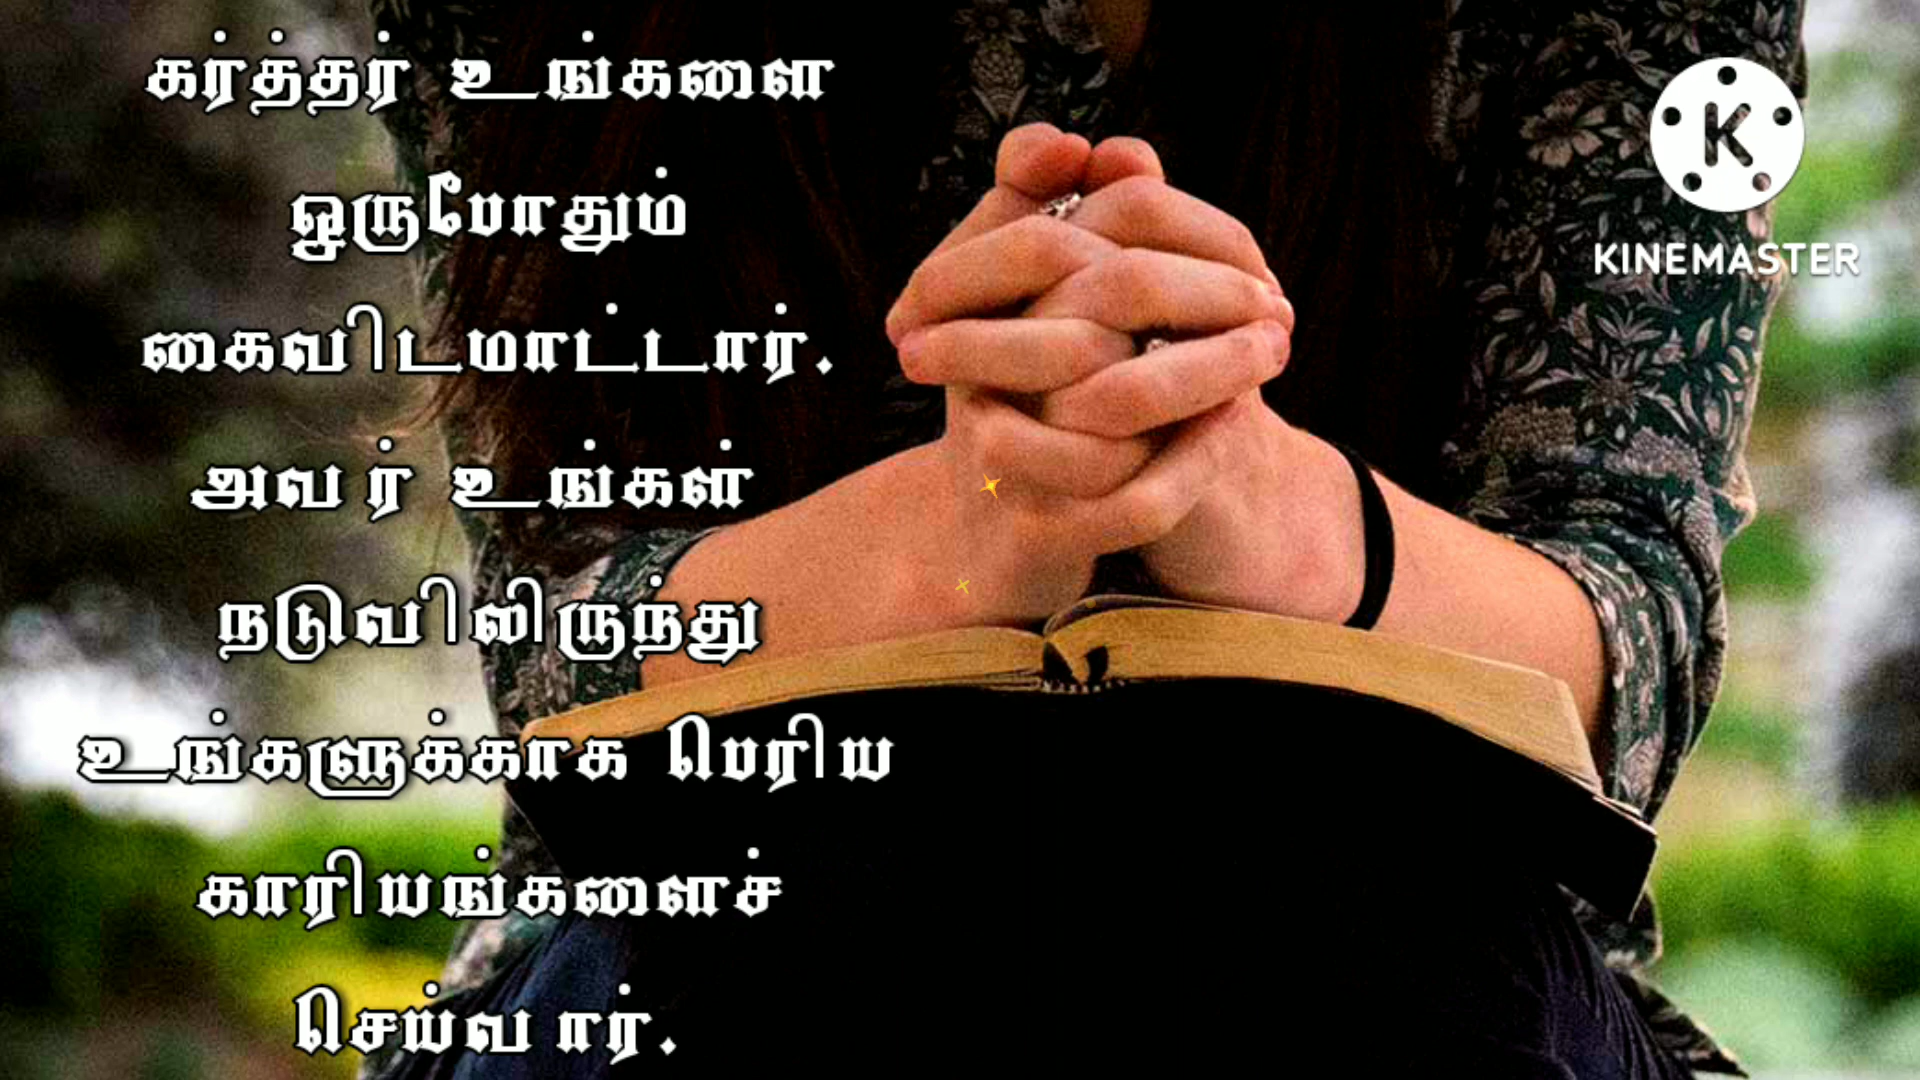 கர்த்தர் உங்களை
ஒருபோதும்
கைவிடமாட்டார்.
அவர் உங்கள்
நடுவிலிருந்து
உங்களுக்காக பெரிய
காரியங்களைச்
செய்வார்.
K
KINEMASTER